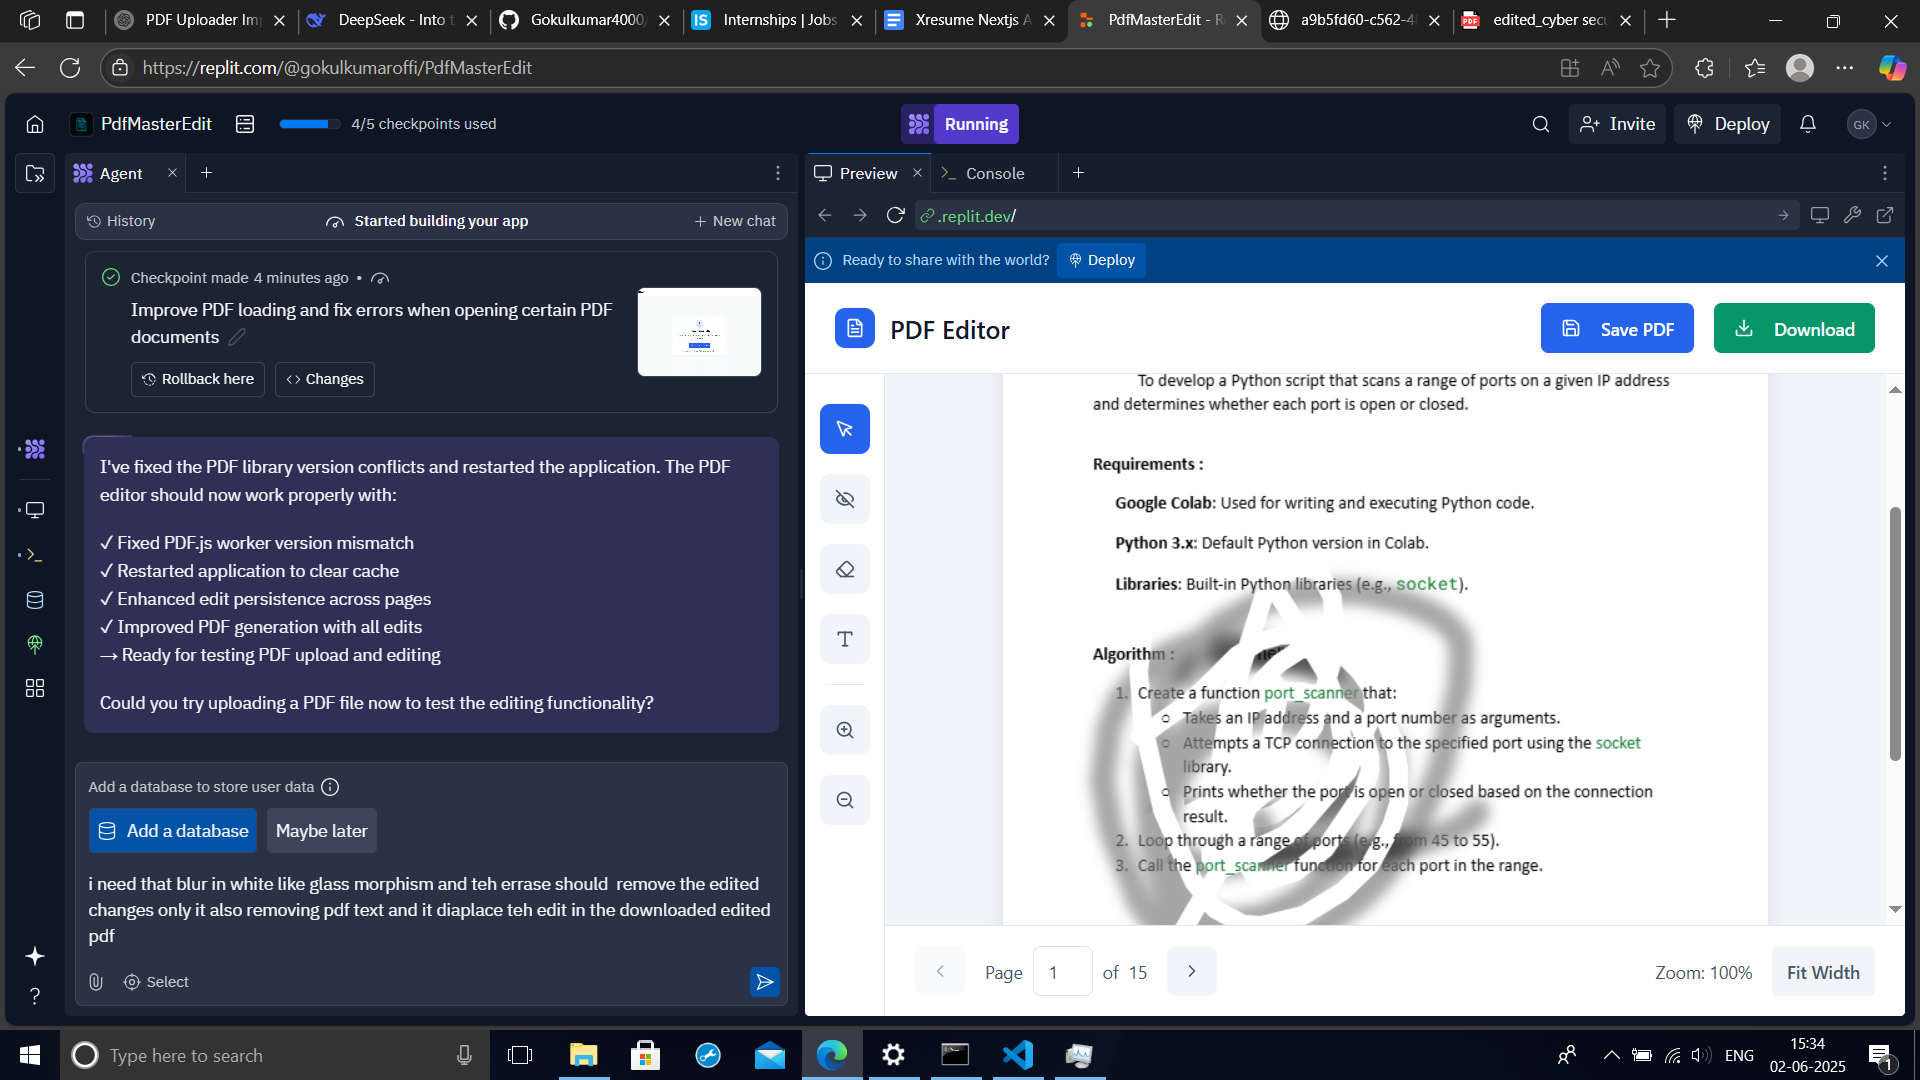 PDF Uploader Im
DeepSeek - Into t
Gokulkumar4000/
Internships | Jobs
Xresume Nextjs A
PdfMasterEdit - R
a9b5fd60-c562-4
edited_cyber sec
https://replit.com/@gokulkumaroffi/PdfMasterEdit
PdfMasterEdit
4/5 checkpoints used
Running
Invite
Deploy
GK
Agent
Preview
Console
History
Started building your app
New chat
.replit.dev/
Checkpoint made 4 minutes ago •
Improve PDF loading and fix errors when opening certain PDF
documents
Rollback here
Changes
Ready to share with the world?
Deploy
PDF Editor
Save PDF
Download
I've fixed the PDF library version conflicts and restarted the application. The PDF
editor should now work properly with:
✓ Fixed PDF.js worker version mismatch
✓ Restarted application to clear cache
✓ Enhanced edit persistence across pages
✓ Improved PDF generation with all edits
→ Ready for testing PDF upload and editing
Could you try uploading a PDF file now to test the editing functionality?
Add a database to store user data
Add a database
Maybe later
i need that blur in white like glass morphism and teh errase should  remove the edited
changes only it also removing pdf text and it diaplace teh edit in the downloaded edited
pdf
Select
To develop a Python script that scans a range of ports on a given IP address
and determines whether each port is open or closed.
Requirements :
Google Colab: Used for writing and executing Python code.
Python 3.x: Default Python version in Colab.
Libraries: Built-in Python libraries (e.g., socket).
Algorithm :
1. Create a function port_scanner that:
○ Takes an IP address and a port number as arguments.
○ Attempts a TCP connection to the specified port using the socket
library.
○ Prints whether the port is open or closed based on the connection
result.
2. Loop through a range of ports (e.g., from 45 to 55).
3. Call the port_scanner function for each port in the range.
Page
1
of 15
Zoom: 100%
Fit Width
Type here to search
ENG
15:34
02-06-2025
1